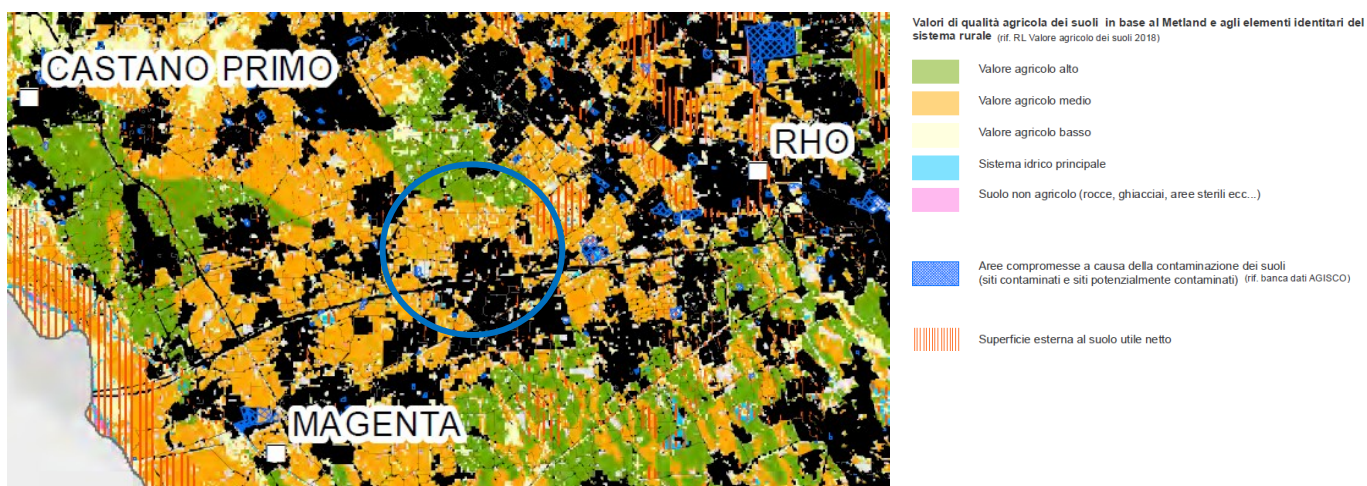 CASTANO PRIMO
RHO
MAGENTA
Valori di qualità agricola dei suoli in base al Metland e agli elementi identitari del
sistema rurale (rif. RL Valore agricolo dei suoli 2018)
Valore agricolo alto
Valore agricolo medio
Valore agricolo basso
Sistema idrico principale
Suolo non agricolo (rocce, ghiacciai, aree sterili ecc...)
Aree compromesse a causa della contaminazione dei suoli
(siti contaminati e siti potenzialmente contaminati) (rif. banca dati AGISCO)
Superficie esterna al suolo utile netto